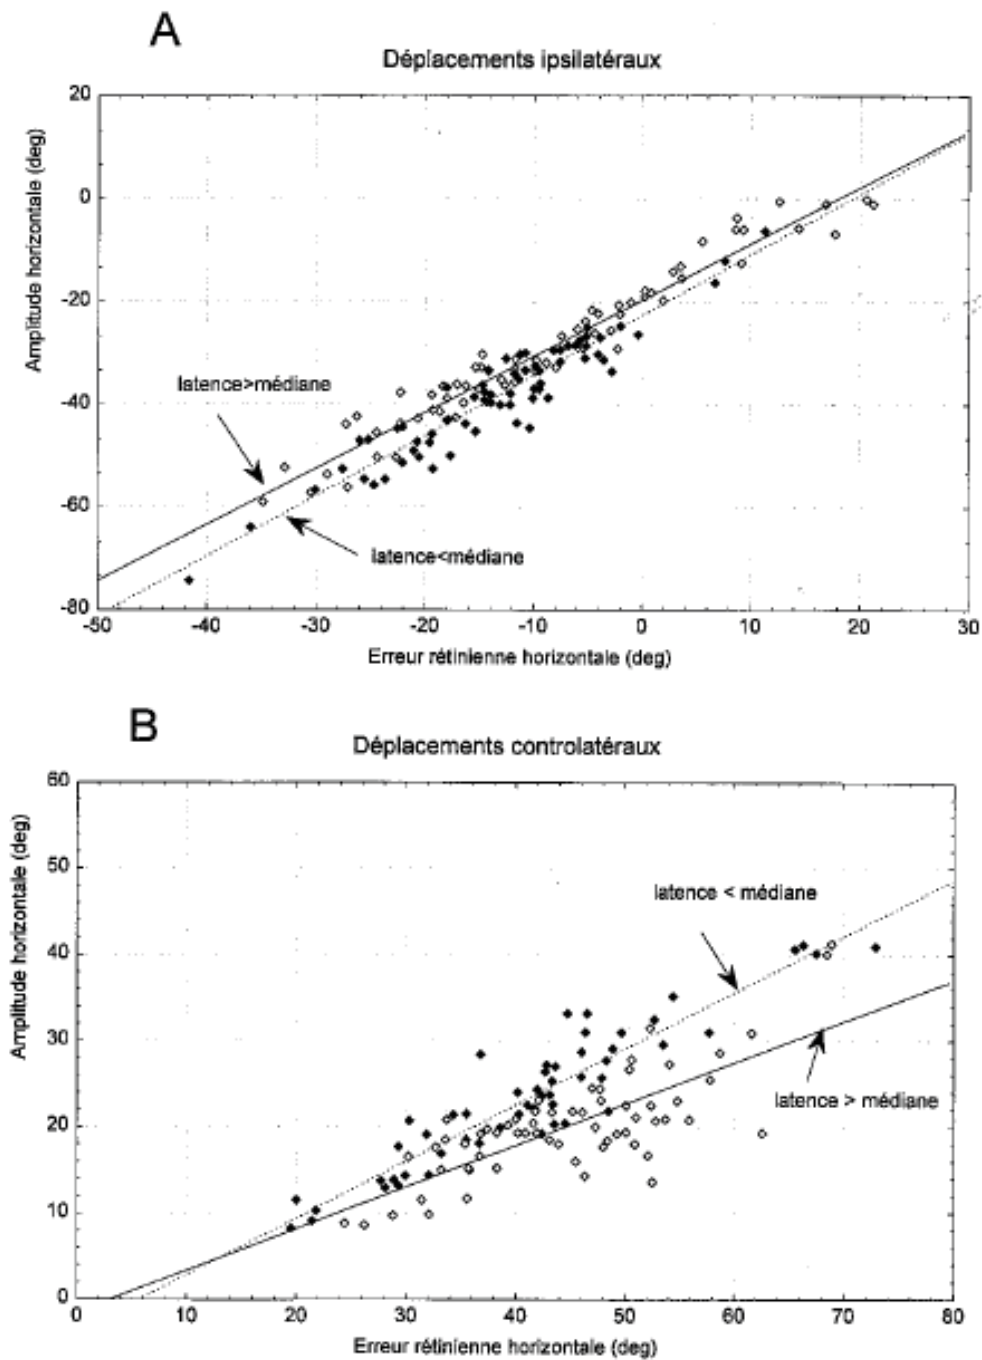 A
Déplacements ipsilatéraux
Amplitude horizontale (deg)
20
0
-20
-40
-60
-80
latence>médiane
latence<médiane
-50 -40 -30 -20 -10 0 10 20 30
Erreur rétinienne horizontale (deg)
B
Déplacements controlatéraux
Amplitude horizontale (deg)
60
50
40
30
20
10
0
latence < médiane
latence > médiane
0 10 20 30 40 50 60 70 80
Erreur rétinienne horizontale (deg)